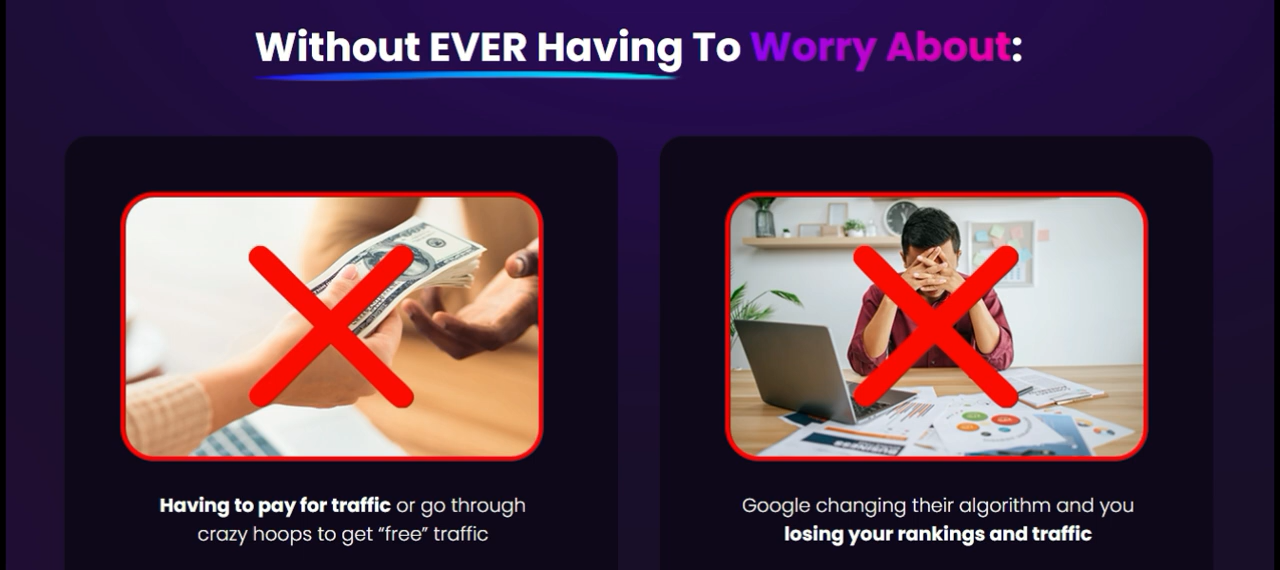 Without EVER Having To Worry About:
Having to pay for traffic or go through
crazy hoops to get “free” traffic
Google changing their algorithm and you
losing your rankings and traffic